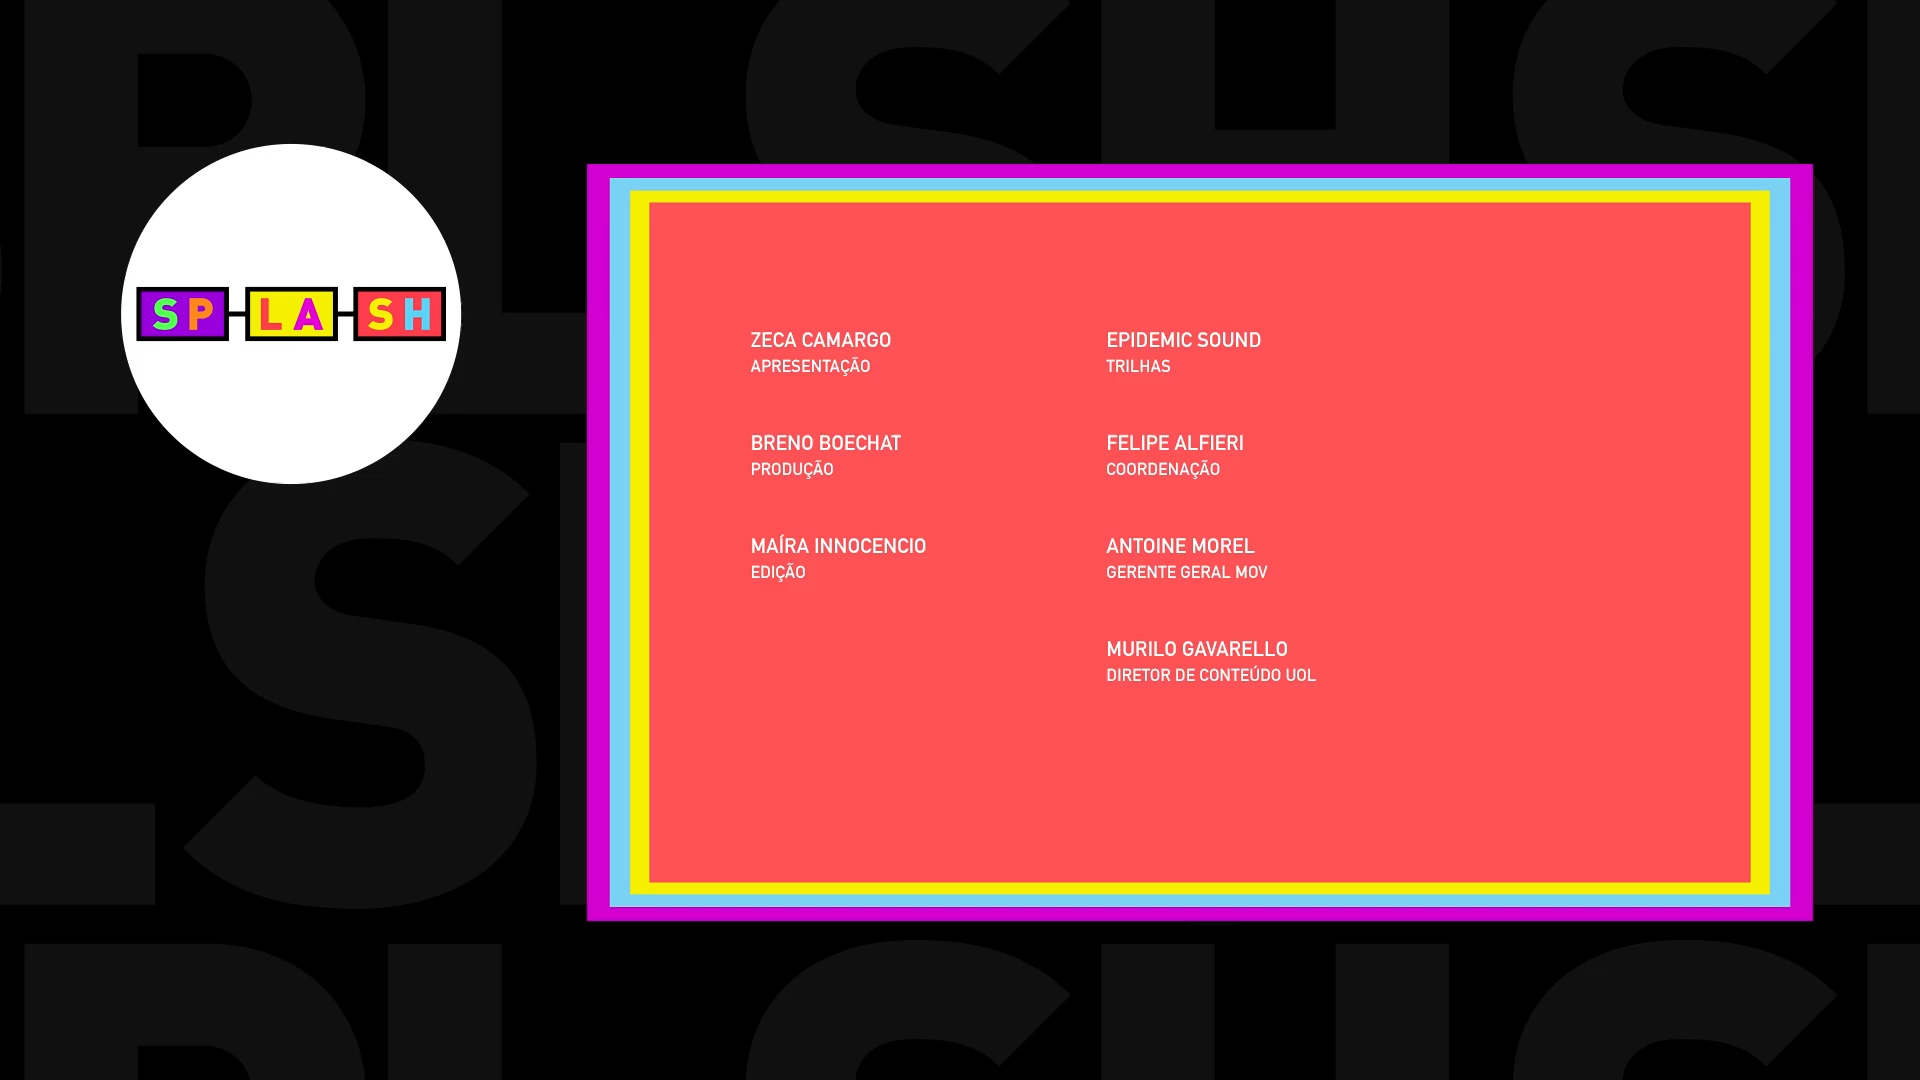 SPLASH
ZECA CAMARGO
APRESENTAÇÃO
BRENO BOECHAT
PRODUÇÃO
MAÍRA INNOCENCIO
EDIÇÃO
EPIDEMIC SOUND
TRILHAS
FELIPE ALFIERI
COORDENAÇÃO
ANTOINE MOREL
GERENTE GERAL MOV
MURILO GAVARELLO
DIRETOR DE CONTEÚDO UOL